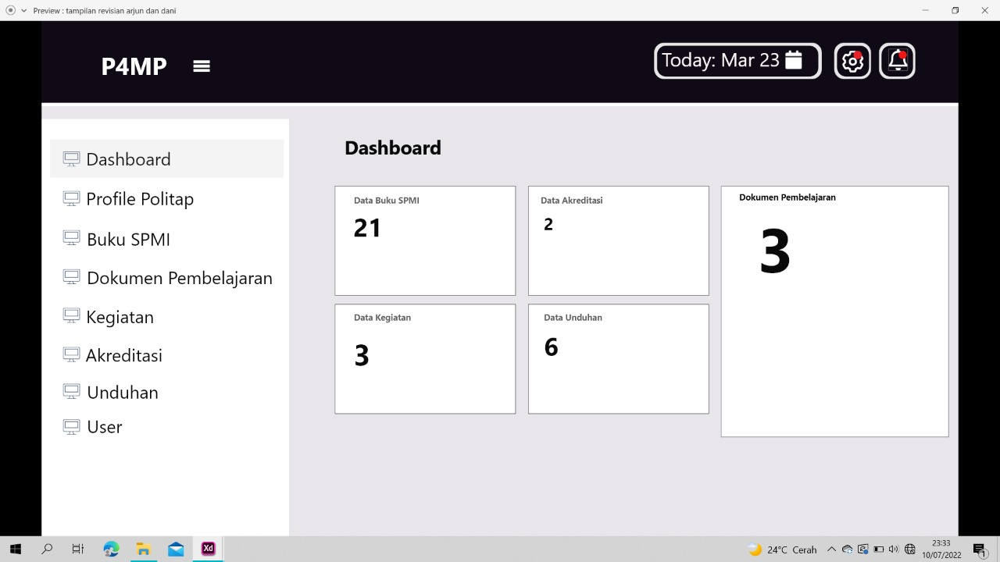 Preview : tampilan revisian arjun dan dani
P4MP
Today: Mar 23
Dashboard
Profile Politap
Buku SPMI
Dokumen Pembelajaran
Kegiatan
Akreditasi
Unduhan
User
Dashboard
Data Buku SPMI
21
Data Akreditasi
2
Dokumen Pembelajaran
3
Data Kegiatan
3
Data Unduhan
6
Xd
24°C Cerah
23:33
10/07/2022
1